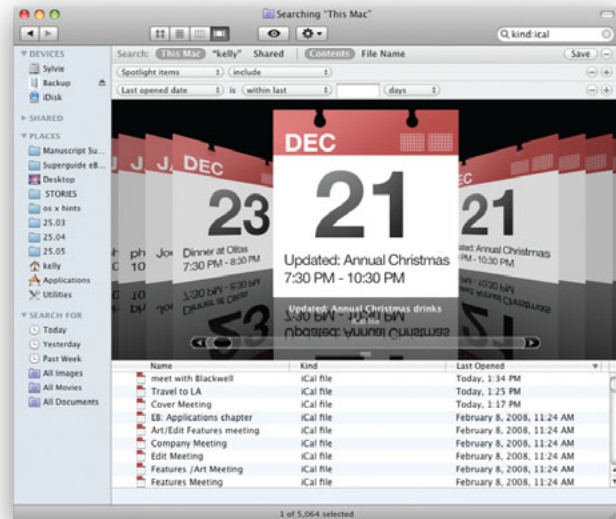 Searching "This Mac"
kind:ical
Search: This Mac "kelly" Shared Contents File Name Save
Spotlight items include
Last opened date is within last days
DEVICES
Sylvie
Backup
iDisk
SHARED
PLACES
Manuscript Su...
Superguide eB...
Desktop
STORIES
os x hints
25.03
25.04
25.05
kelly
Applications
Utilities
SEARCH FOR
Today
Yesterday
Past Week
All Images
All Movies
All Documents
DEC
23
Dinner at Olitas
7:30 PM - 8:30 PM
DEC
21
Updated: Annual Christmas
7:30 PM - 10:30 PM
21
Updated: Annual Christmas drinks
iCal file
Name Kind Last Opened
meet with Blackwell iCal file Today, 1:34 PM
Travel to LA iCal file Today, 1:25 PM
Cover Meeting iCal file Today, 1:17 PM
EB: Applications chapter iCal file February 8, 2008, 11:24 AM
Art/Edit Features meeting iCal file February 8, 2008, 11:24 AM
Company Meeting iCal file February 8, 2008, 11:24 AM
Edit Meeting iCal file February 8, 2008, 11:24 AM
Features /Art Meeting iCal file February 8, 2008, 11:24 AM
Features Meeting iCal file February 8, 2008, 11:24 AM
1 of 5,064 selected